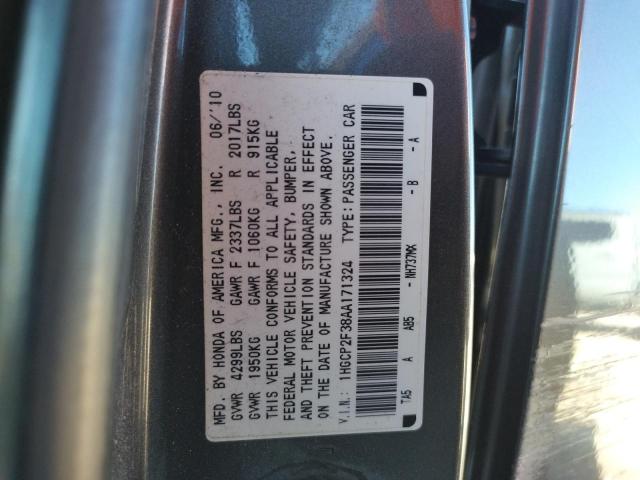 MFD. BY HONDA OF AMERICA MFG., INC. 06/'10
GVWR 4299LBS GAWR F 2337LBS R 2017LBS
GVWR 1950KG GAWR F 1060KG R 915KG
THIS VEHICLE CONFORMS TO ALL APPLICABLE
FEDERAL MOTOR VEHICLE SAFETY, BUMPER,
AND THEFT PREVENTION STANDARDS IN EFFECT
ON THE DATE OF MANUFACTURE SHOWN ABOVE.
V.I.N.: 1HGCP2F38AA171324 TYPE: PASSENGER CAR
TA5 A AB5 - NH737MX - B - A